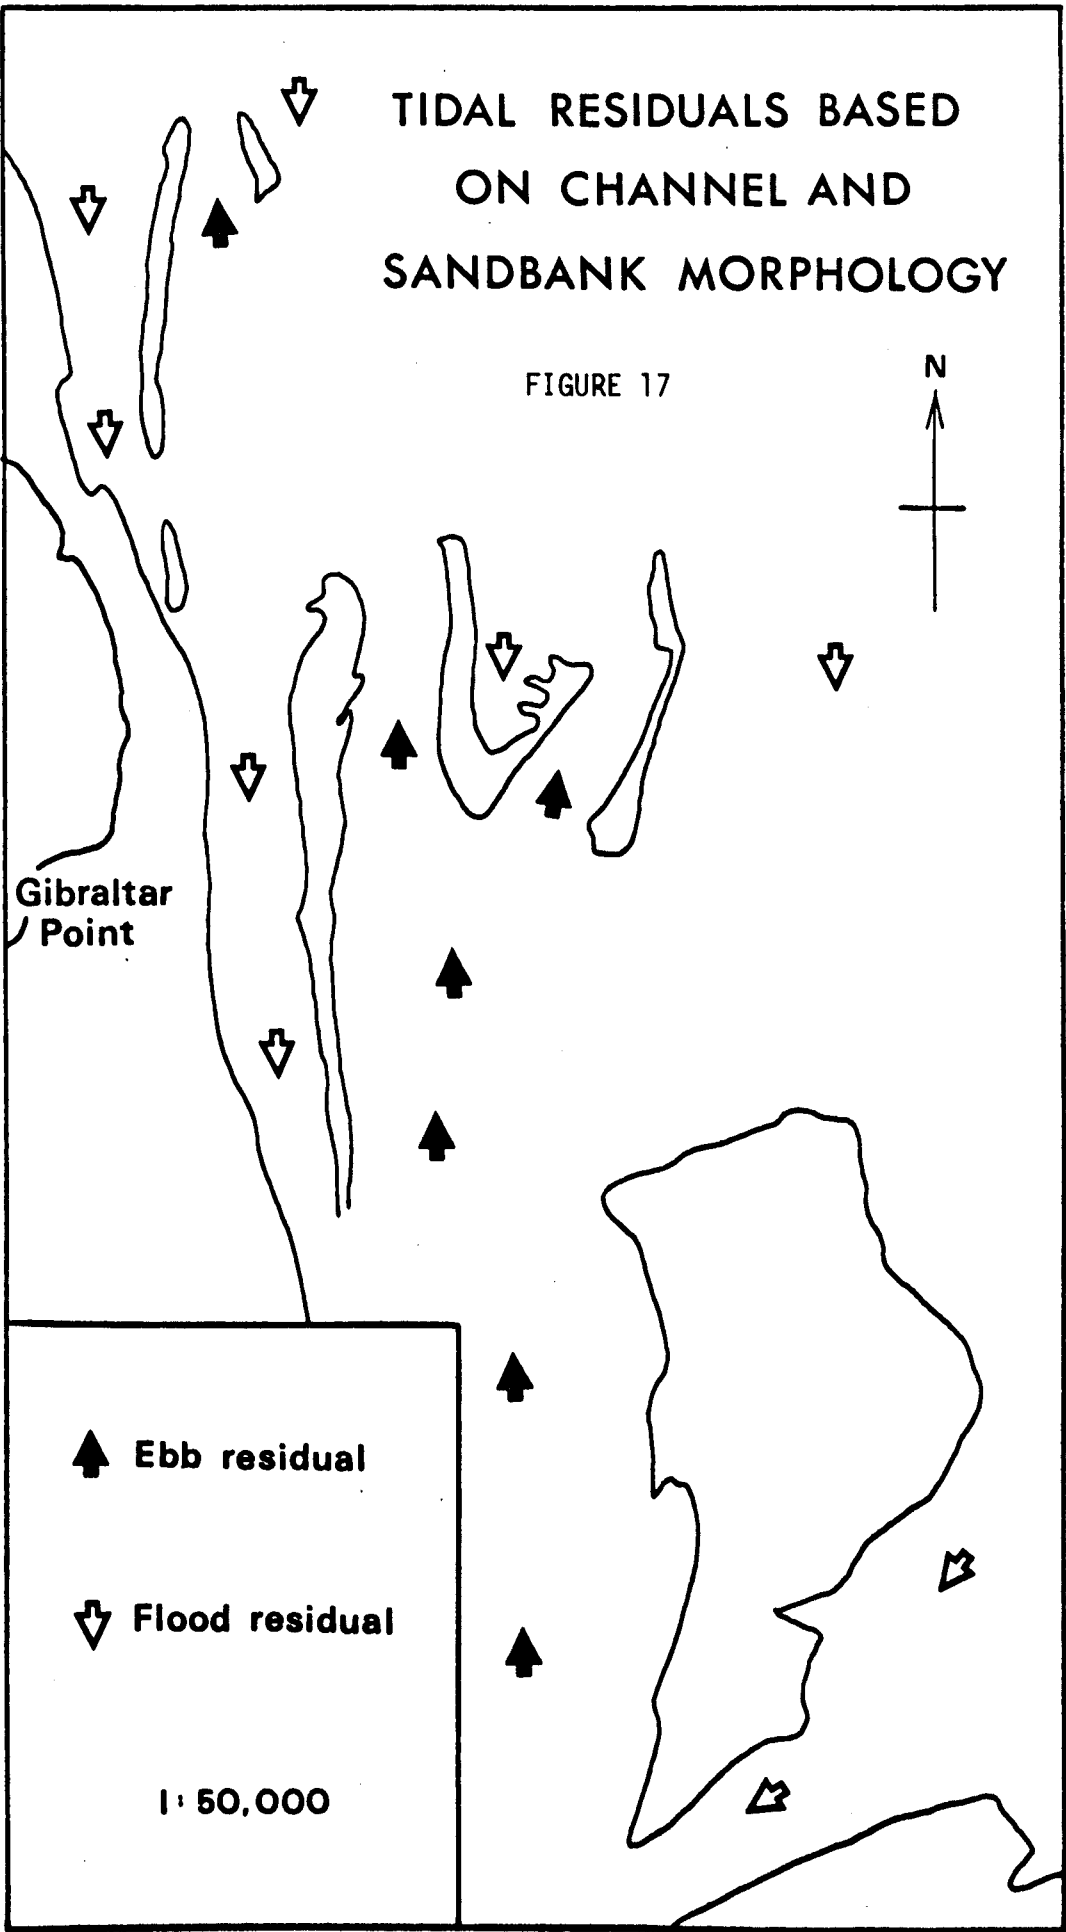 TIDAL RESIDUALS BASED
ON CHANNEL AND
SANDBANK MORPHOLOGY
FIGURE 17
N
Gibraltar
Point
Ebb residual
Flood residual
1:50,000